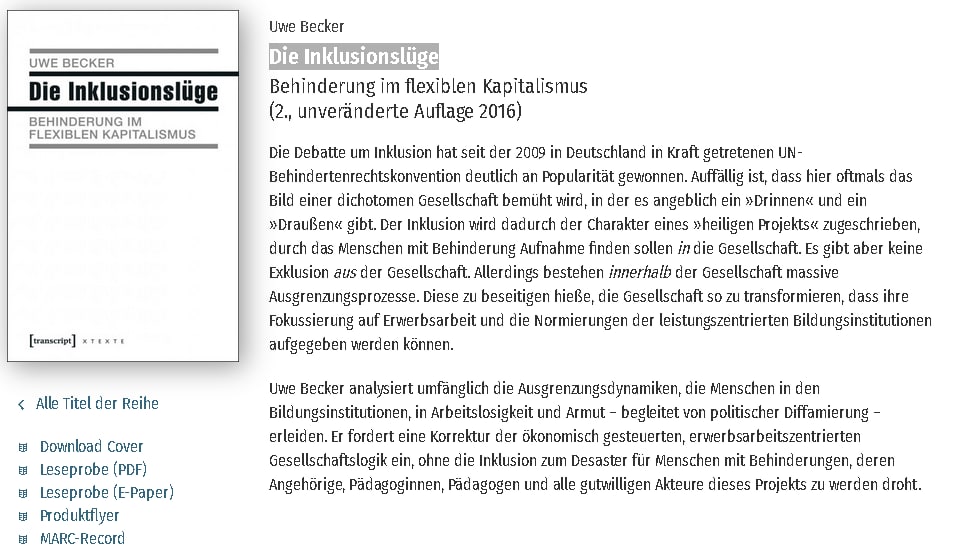 UWE BECKER
Die Inklusionslüge
BEHINDERUNG IM
FLEXIBLEN KAPITALISMUS
[transcript] XTEXTE
Alle Titel der Reihe
Download Cover
Leseprobe (PDF)
Leseprobe (E-Paper)
Produktflyer
MARC-Record
Uwe Becker
Die Inklusionslüge
Behinderung im flexiblen Kapitalismus
(2., unveränderte Auflage 2016)
Die Debatte um Inklusion hat seit der 2009 in Deutschland in Kraft getretenen UN-
Behindertenrechtskonvention deutlich an Popularität gewonnen. Auffällig ist, dass hier oftmals das
Bild einer dichotomen Gesellschaft bemüht wird, in der es angeblich ein »Drinnen« und ein
»Draußen« gibt. Der Inklusion wird dadurch der Charakter eines »heiligen Projekts« zugeschrieben,
durch das Menschen mit Behinderung Aufnahme finden sollen in die Gesellschaft. Es gibt aber keine
Exklusion aus der Gesellschaft. Allerdings bestehen innerhalb der Gesellschaft massive
Ausgrenzungsprozesse. Diese zu beseitigen hieße, die Gesellschaft so zu transformieren, dass ihre
Fokussierung auf Erwerbsarbeit und die Normierungen der leistungszentrierten Bildungsinstitutionen
aufgegeben werden können.
Uwe Becker analysiert umfänglich die Ausgrenzungsdynamiken, die Menschen in den
Bildungsinstitutionen, in Arbeitslosigkeit und Armut – begleitet von politischer Diffamierung –
erleiden. Er fordert eine Korrektur der ökonomisch gesteuerten, erwerbsarbeitszentrierten
Gesellschaftslogik ein, ohne die Inklusion zum Desaster für Menschen mit Behinderungen, deren
Angehörige, Pädagoginnen, Pädagogen und alle gutwilligen Akteure dieses Projekts zu werden droht.